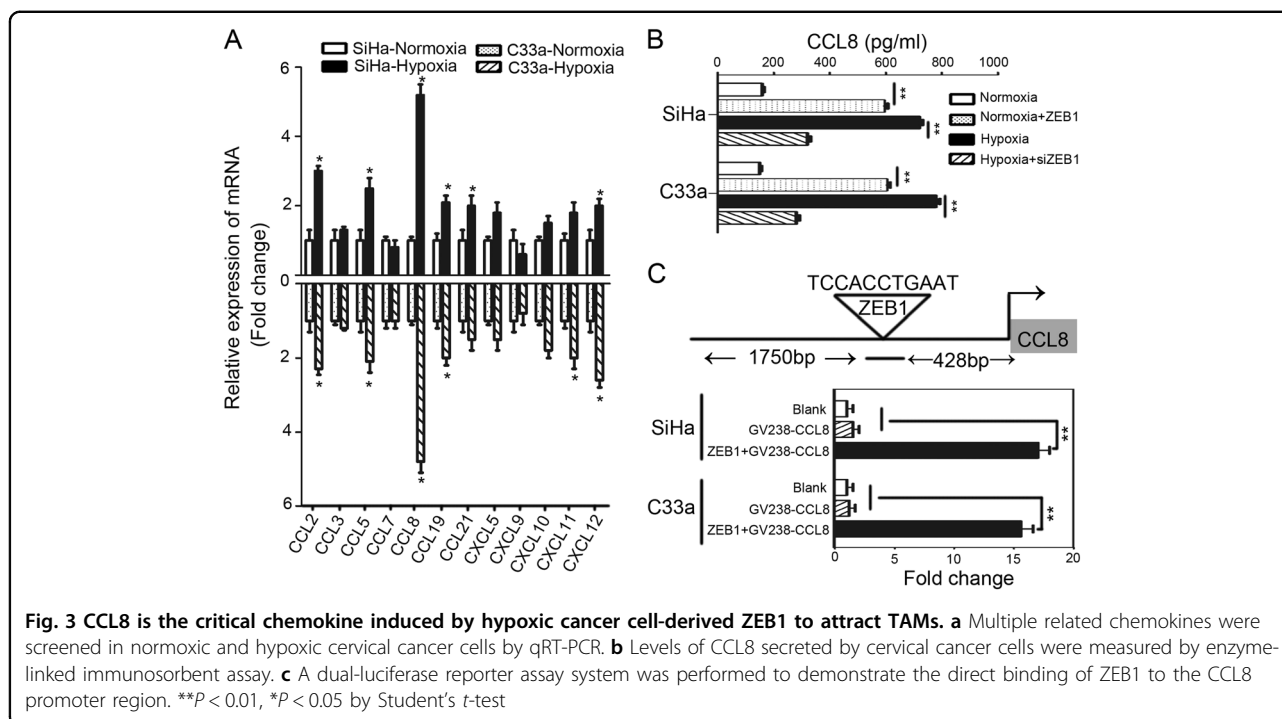 A
SiHa-Normoxia C33a-Normoxia
SiHa-Hypoxia C33a-Hypoxia
Relative expression of mRNA
(Fold change)
6
4
2
0
2
4
6
* * * * * *
* * * * * *
CCL2 CCL3 CCL5 CCL7 CCL8 CCL19 CCL21 CXCL5 CXCL9 CXCL10 CXCL11 CXCL12
B
CCL8 (pg/ml)
0 200 400 600 800 1000
SiHa
C33a
**
**
**
**
Normoxia
Normoxia+ZEB1
Hypoxia
Hypoxia+siZEB1
C
TCCACCTGAAT
ZEB1
CCL8
1750bp 428bp
SiHa
Blank
GV238-CCL8
ZEB1+GV238-CCL8
**
C33a
Blank
GV238-CCL8
ZEB1+GV238-CCL8
**
0 5 10 15 20
Fold change
Fig. 3 CCL8 is the critical chemokine induced by hypoxic cancer cell-derived ZEB1 to attract TAMs. a Multiple related chemokines were
screened in normoxic and hypoxic cervical cancer cells by qRT-PCR. b Levels of CCL8 secreted by cervical cancer cells were measured by enzyme-
linked immunosorbent assay. c A dual-luciferase reporter assay system was performed to demonstrate the direct binding of ZEB1 to the CCL8
promoter region. **P < 0.01, *P < 0.05 by Student's t-test